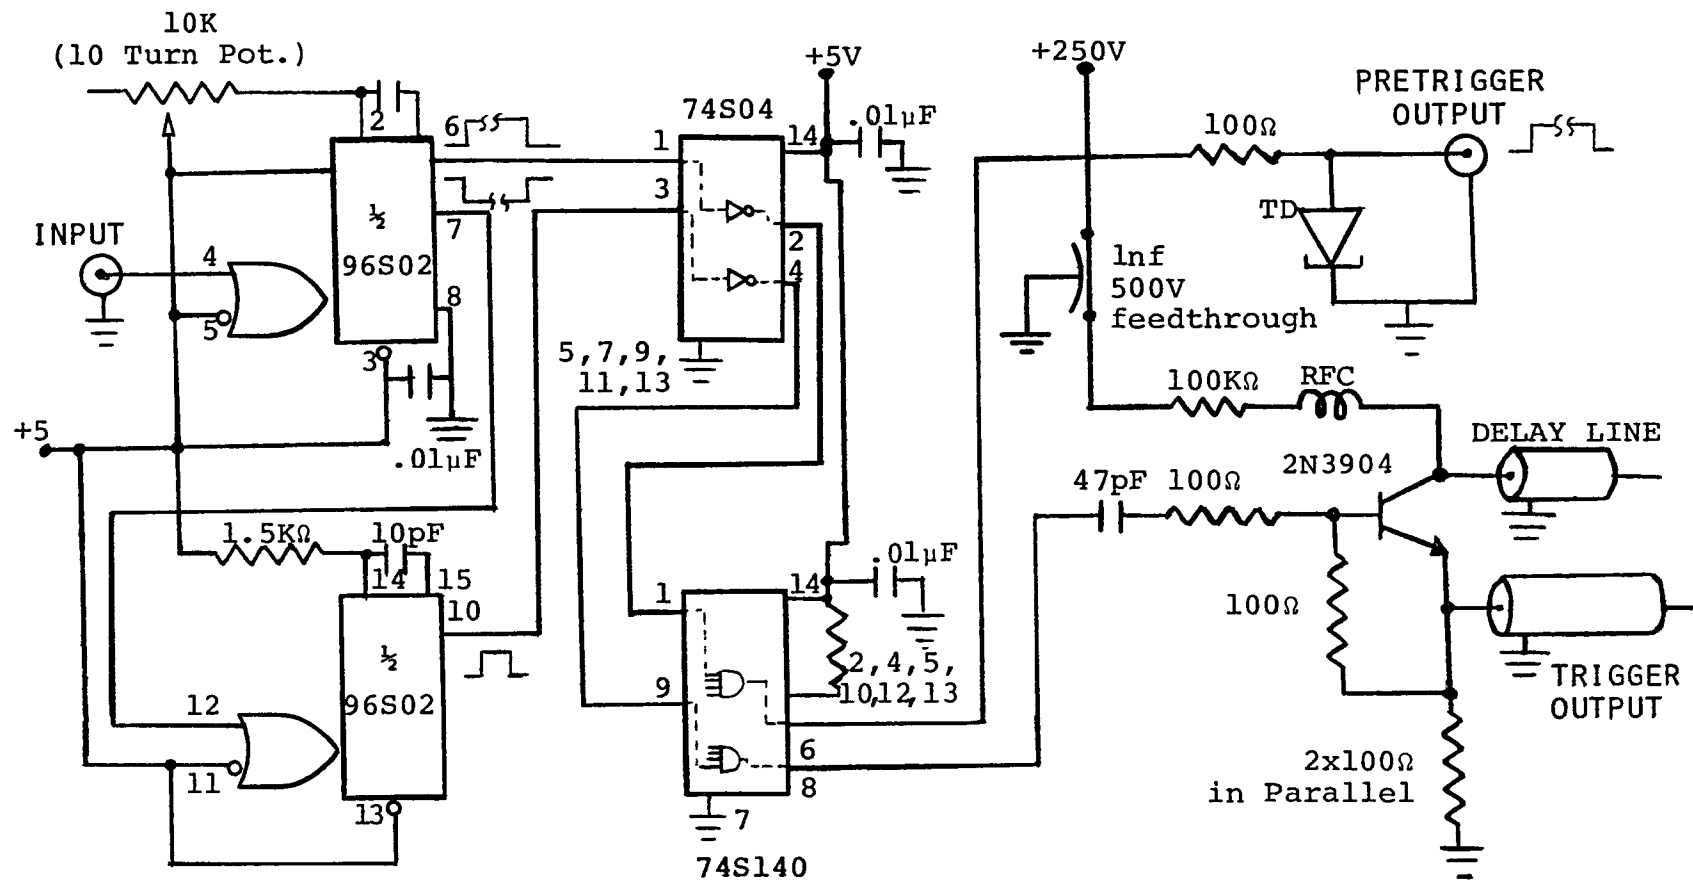 10K
(10 Turn Pot.)
2
6
½
96S02
7
8
INPUT
4
5
3
.01µF
+5
1.5KΩ
10pF
14
15
10
½
96S02
12
11
13
74S04
1
3
14
2
4
5,7,9,
11,13
+5V
.01µF
.01µF
14
1
9
2,4,5,
10,12,13
6
8
7
74S140
+250V
1nf
500V
feedthrough
100Ω
PRETRIGGER
OUTPUT
TD
100KΩ
RFC
DELAY LINE
2N3904
47pF
100Ω
100Ω
TRIGGER
OUTPUT
2x100Ω
in Parallel